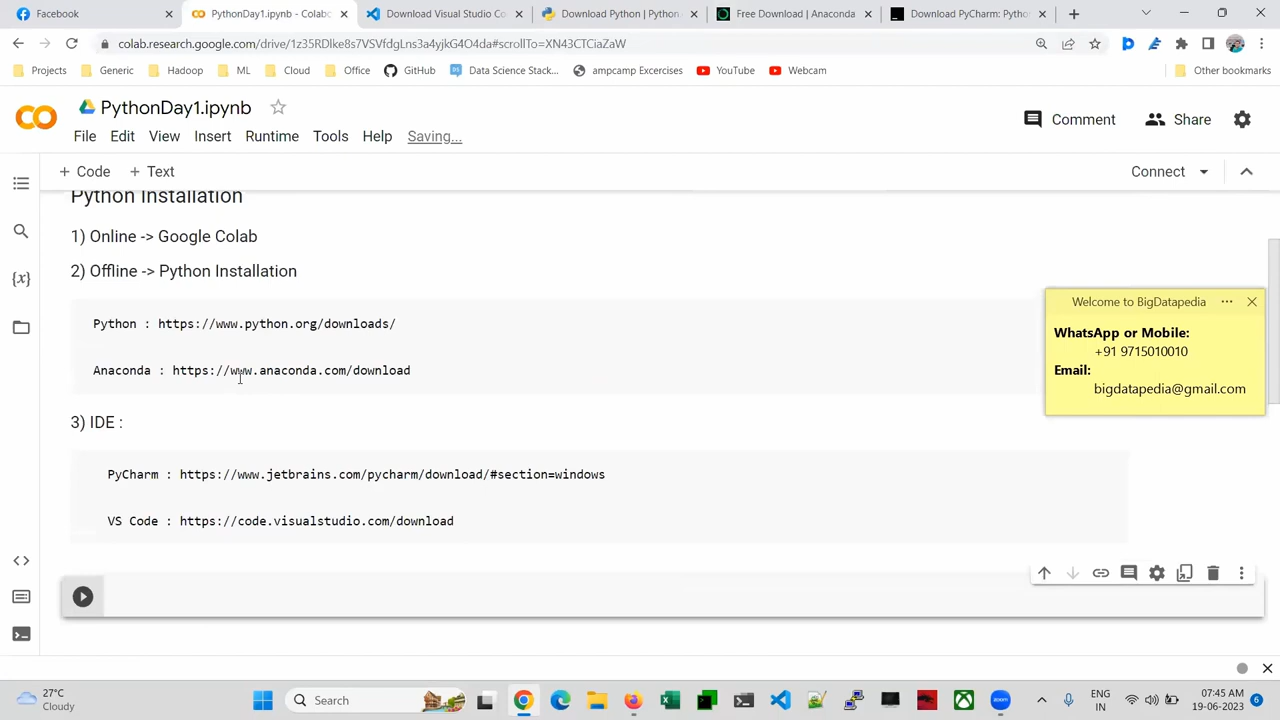 Facebook
PythonDay1.ipynb - Colabo
Download Visual Studio Co
Download Python | Python.
Free Download | Anaconda
Download PyCharm: Python
colab.research.google.com/drive/1z35RDlke8s7VSVfdgLns3a4yjkG4O4da#scrollTo=XN43CTCiaZaW
Projects
Generic
Hadoop
ML
Cloud
Office
GitHub
Data Science Stack...
ampcamp Excercises
YouTube
Webcam
Other bookmarks
PythonDay1.ipynb
File Edit View Insert Runtime Tools Help Saving...
Comment
Share
+ Code + Text
Connect
Python Installation
1) Online -> Google Colab
2) Offline -> Python Installation
Python : https://www.python.org/downloads/
Anaconda : https://www.anaconda.com/download
3) IDE :
PyCharm : https://www.jetbrains.com/pycharm/download/#section=windows
VS Code : https://code.visualstudio.com/download
Welcome to BigDatapedia
WhatsApp or Mobile:
+91 9715010010
Email:
bigdatapedia@gmail.com
27°C
Cloudy
Search
ENG
IN
07:45 AM
19-06-2023
6